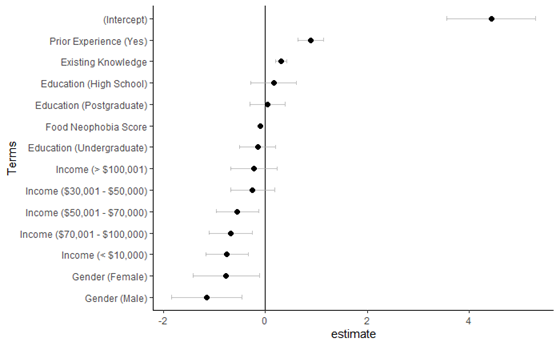 (Intercept)
Prior Experience (Yes)
Existing Knowledge
Education (High School)
Education (Postgraduate)
Food Neophobia Score
Education (Undergraduate)
Income (> $100,001)
Income ($30,001 - $50,000)
Income ($50,001 - $70,000)
Income ($70,001 - $100,000)
Income (< $10,000)
Gender (Female)
Gender (Male)
Terms
-2 0 2 4
estimate